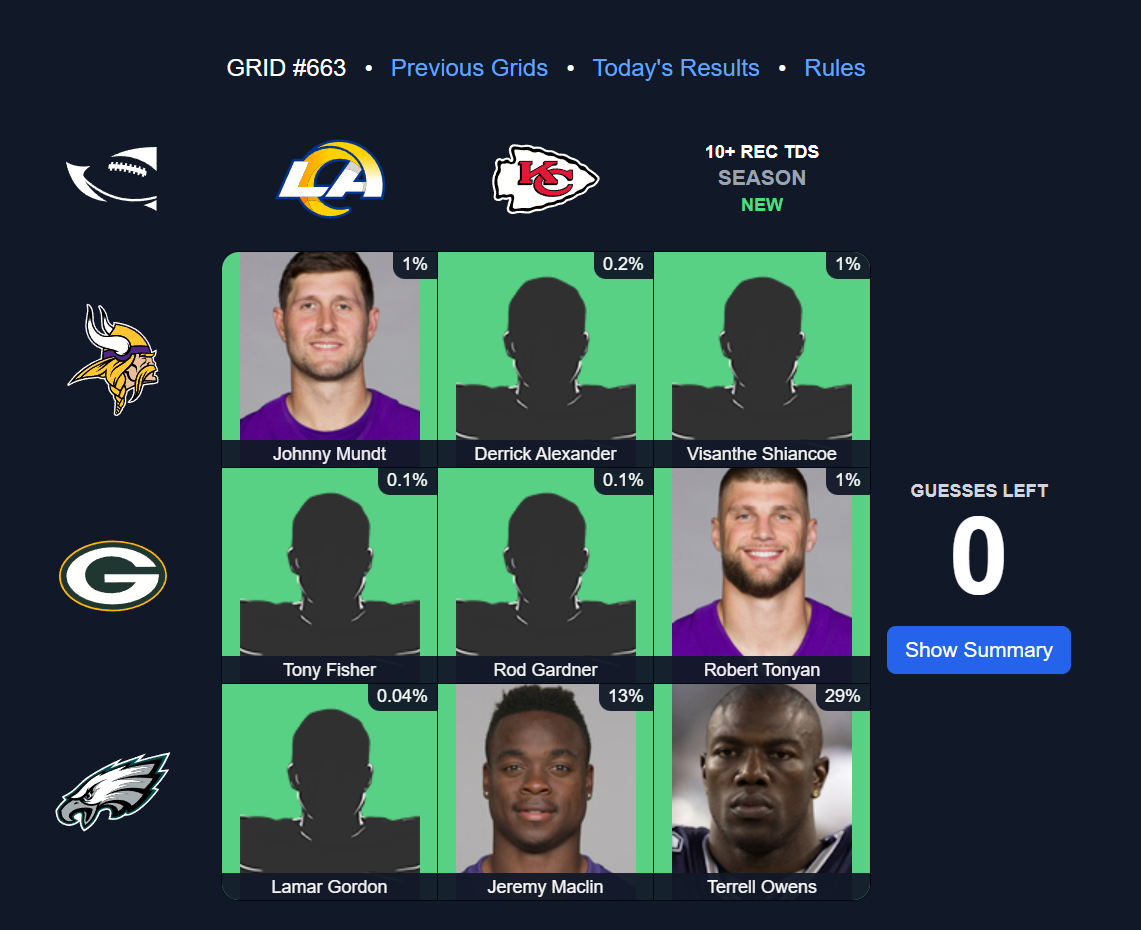 GRID #663 • Previous Grids • Today's Results • Rules
LA
KC
10+ REC TDS
SEASON
NEW
1%
0.2%
1%
Johnny Mundt
Derrick Alexander
Visanthe Shiancoe
G
0.1%
0.1%
1%
Tony Fisher
Rod Gardner
Robert Tonyan
GUESSES LEFT
0
Show Summary
0.04%
13%
29%
Lamar Gordon
Jeremy Maclin
Terrell Owens